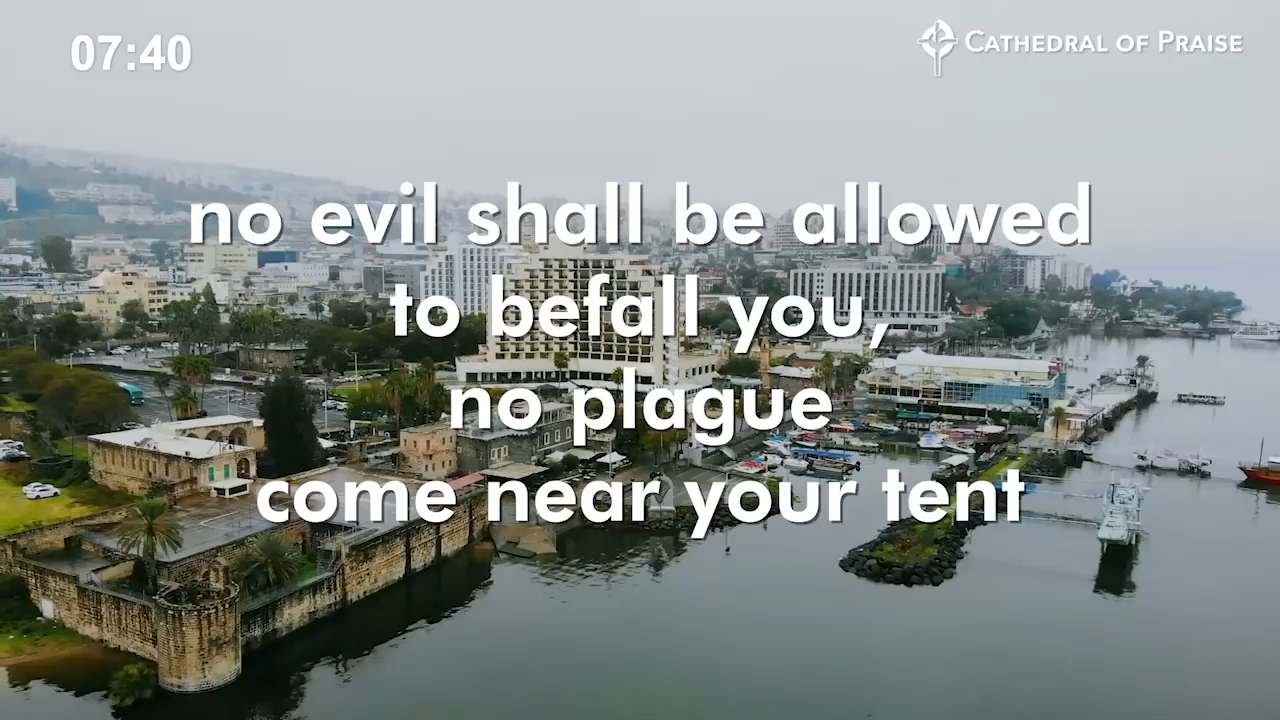 07:40
CATHEDRAL OF PRAISE
no evil shall be allowed
to befall you,
no plague
come near your tent